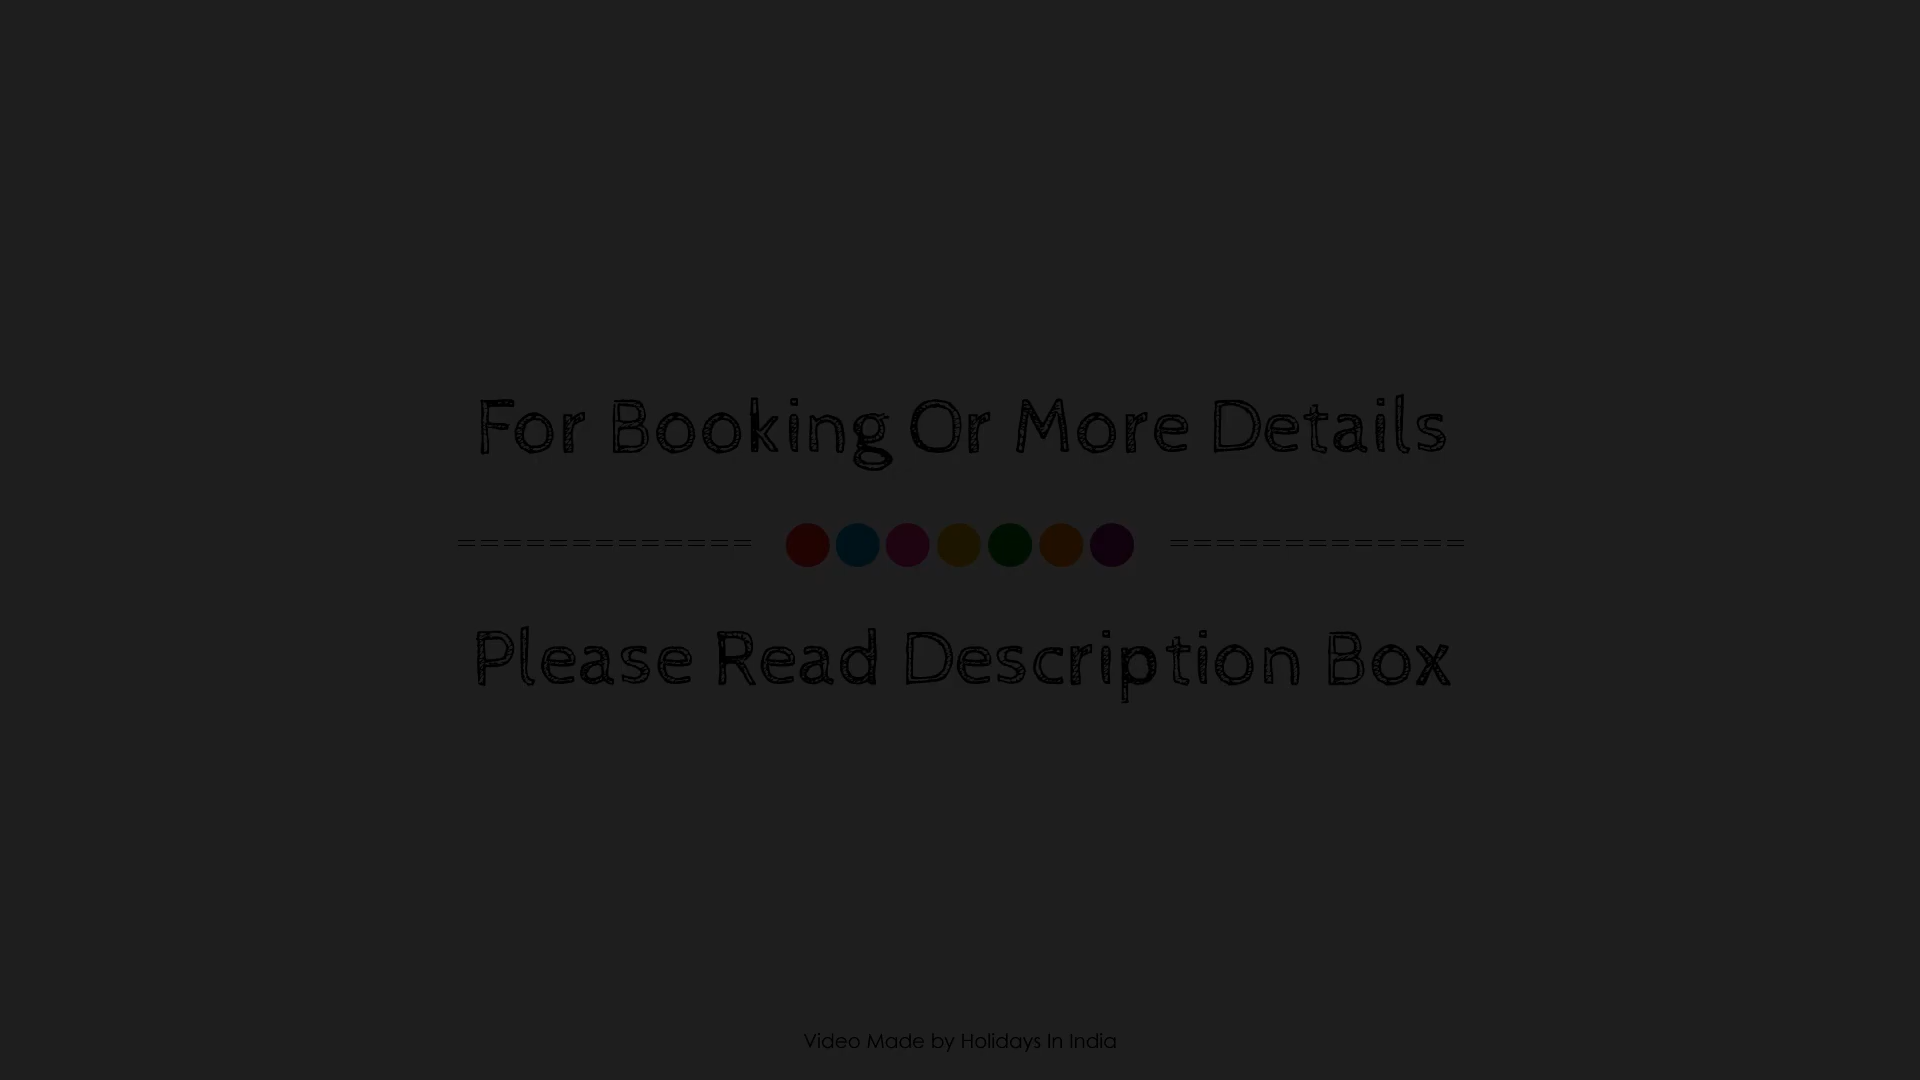 For Booking Or More Details
============= =============
Please Read Description Box
Video Made by Holidays In India